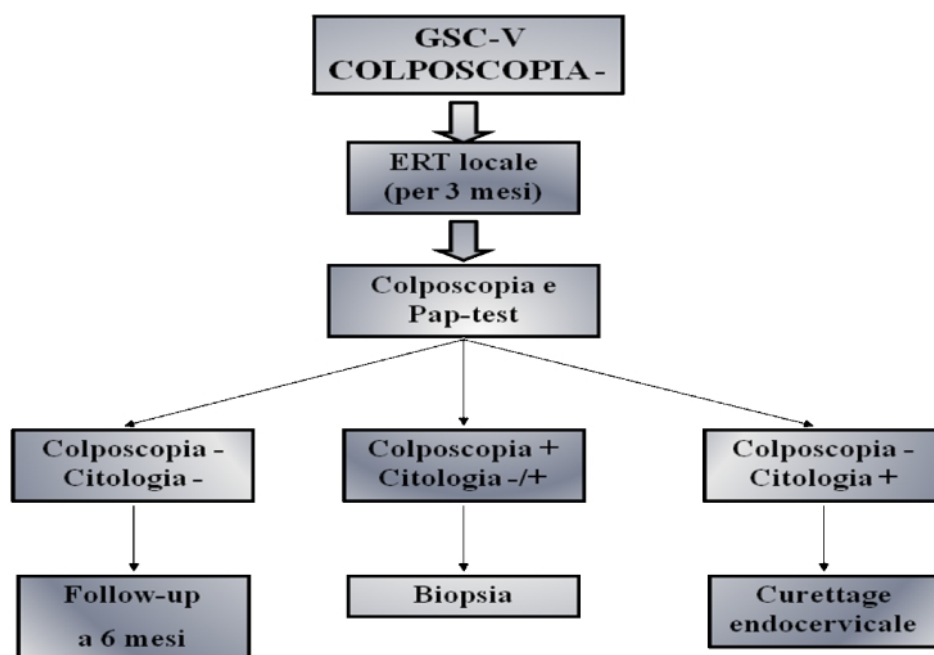 GSC-V
COLPOSCOPIA -
ERT locale
(per 3 mesi)
Colposcopia e
Pap-test
Colposcopia -
Citologia -
Colposcopia +
Citologia -/+
Colposcopia -
Citologia +
Follow-up
a 6 mesi
Biopsia
Curettage
endocervicale